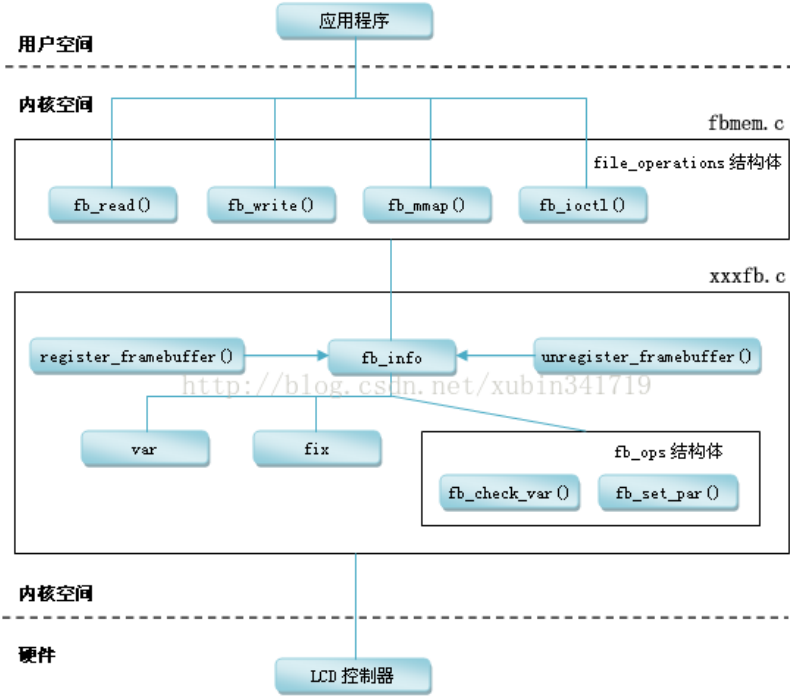 应用程序
用户空间
内核空间
fbmem.c
file_operations 结构体
fb_read()
fb_write()
fb_mmap()
fb_ioctl()
xxxfb.c
register_framebuffer()
fb_info
unregister_framebuffer()
http://blog.csdn.net/xubin341719
var
fix
fb_ops 结构体
fb_check_var()
fb_set_par()
内核空间
硬件
LCD 控制器